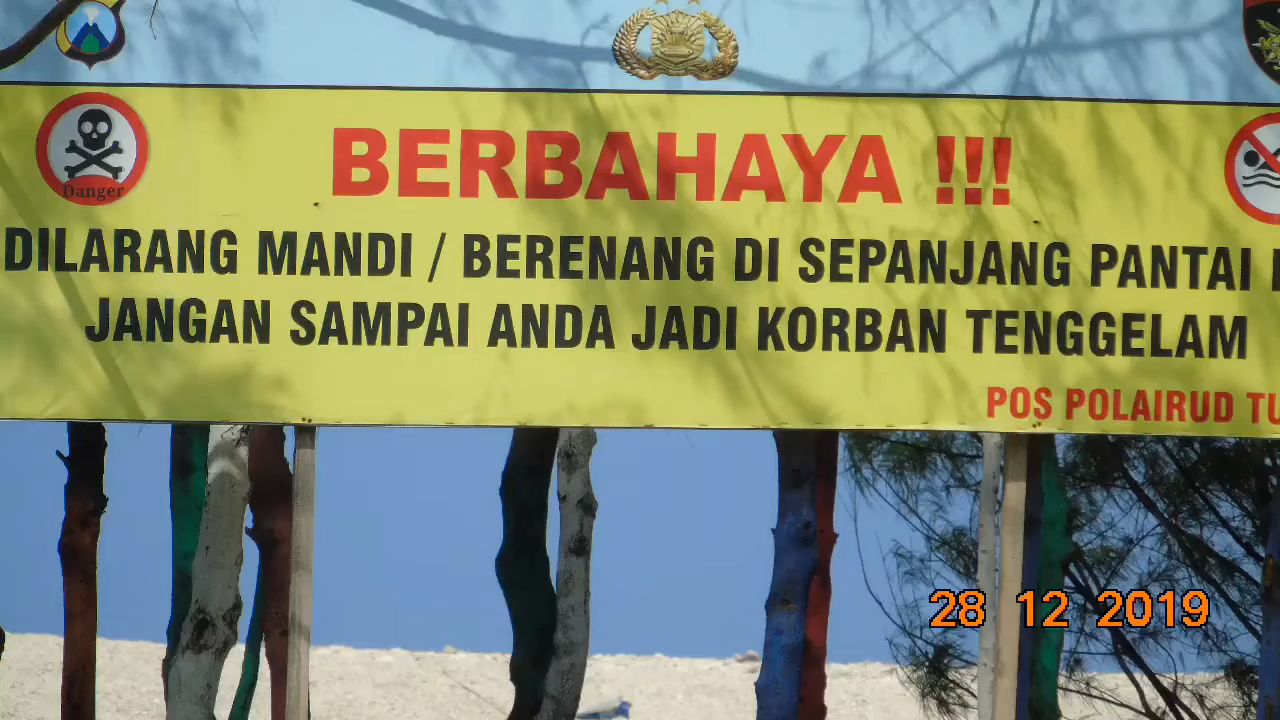 Danger
BERBAHAYA !!!
DILARANG MANDI / BERENANG DI SEPANJANG PANTAI
JANGAN SAMPAI ANDA JADI KORBAN TENGGELAM
POS POLAIRUD
28 12 2019